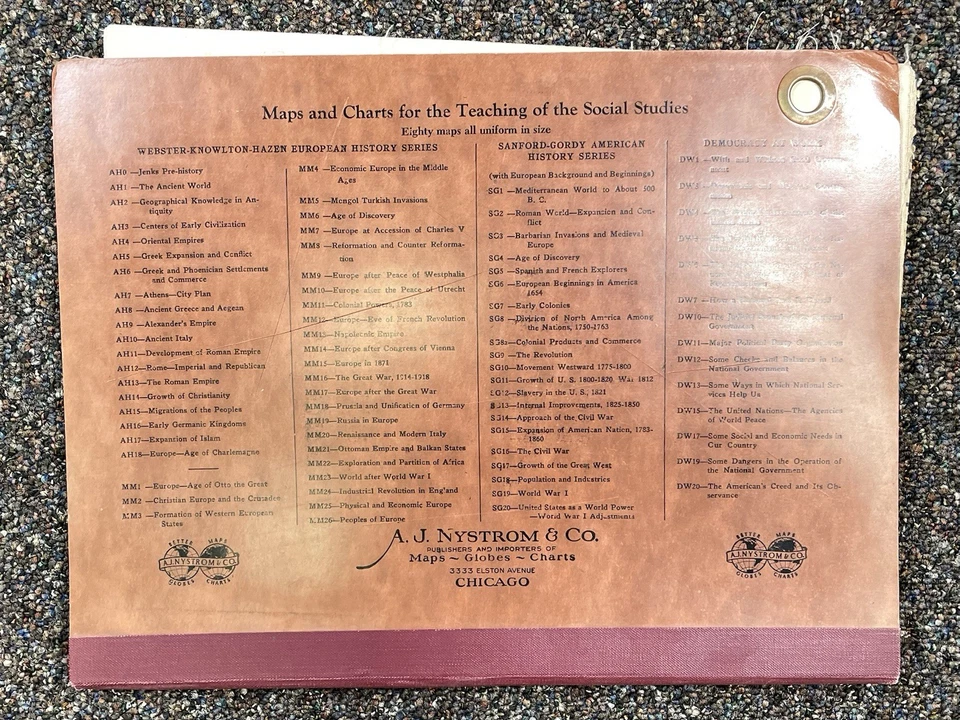 Maps and Charts for the Teaching of the Social Studies
Eighty maps all uniform in size
WEBSTER-KNOWLTON-HAZEN EUROPEAN HISTORY SERIES
AH0 —Jenks Pre-history
AH1 —The Ancient World
AH2 —Geographical Knowledge in An-
tiquity
AH3 —Centers of Early Civilization
AH4 —Oriental Empires
AH5 —Greek Expansion and Conflict
AH6 —Greek and Phoenician Settlements
and Commerce
AH7 —Athens—City Plan
AH8 —Ancient Greece and Aegean
AH9 —Alexander's Empire
AH10—Ancient Italy
AH11—Development of Roman Empire
AH12—Rome—Imperial and Republican
AH13—The Roman Empire
AH14—Growth of Christianity
AH15—Migrations of the Peoples
AH16—Early Germanic Kingdoms
AH17—Expansion of Islam
AH18—Europe—Age of Charlemagne
MM1 —Europe—Age of Otto the Great
MM2 —Christian Europe and the Crusades
MM3 —Formation of Western European
States
MM4 —Economic Europe in the Middle
Ages
MM5 —Mongol Turkish Invasions
MM6 —Age of Discovery
MM7 —Europe at Accession of Charles V
MM8 —Reformation and Counter Reforma-
tion
MM9 —Europe after Peace of Westphalia
MM10—Europe after the Peace of Utrecht
MM11—Colonial Powers, 1783
MM12—Europe—Eve of French Revolution
MM13—Napoleonic Empire
MM14—Europe after Congress of Vienna
MM15—Europe in 1871
MM16—The Great War, 1914-1918
MM17—Europe after the Great War
MM18—Prussia and Unification of Germany
MM19—Russia in Europe
MM20—Renaissance and Modern Italy
MM21—Ottoman Empire and Balkan States
MM22—Exploration and Partition of Africa
MM23—World after World War I
MM24—Industrial Revolution in England
MM25—Physical and Economic Europe
MM26—Peoples of Europe
SANFORD-GORDY AMERICAN
HISTORY SERIES
(with European Background and Beginnings)
SG1 —Mediterranean World to About 500
B. C.
SG2 —Roman World—Expansion and Con-
flict
SG3 —Barbarian Invasions and Medieval
Europe
SG4 —Age of Discovery
SG5 —Spanish and French Explorers
SG6 —European Beginnings in America
1654
SG7 —Early Colonies
SG8 —Division of North America Among
the Nations, 1750-1763
SG8a—Colonial Products and Commerce
SG9 —The Revolution
SG10—Movement Westward 1775-1800
SG11—Growth of U. S. 1800-1820, War 1812
SG12—Slavery in the U. S., 1821
SG13—Internal Improvements, 1825-1850
SG14—Approach of the Civil War
SG15—Expansion of American Nation, 1783-
1860
SG16—The Civil War
SG17—Growth of the Great West
SG18—Population and Industries
SG19—World War I
SG20—United States as a World Power
—World War I Adjustments
DEMOCRACY
DW1
DW7
DW10—The
Government
DW11—Major Political Party
DW12—Some Checks and Balances in the
National Government
DW13—Some Ways in Which National Ser-
vices Help Us
DW15—The United Nations—The Agencies
of World Peace
DW17—Some Social and Economic Needs in
Our Country
DW19—Some Dangers in the Operation of
the National Government
DW20—The American's Creed and Its Ob-
servance
BETTER MAPS
A.J. NYSTROM & CO.
GLOBES CHARTS
A. J. NYSTROM & CO.
PUBLISHERS AND IMPORTERS OF
Maps ~ Globes ~ Charts
3333 ELSTON AVENUE
CHICAGO
BETTER MAPS
A.J. NYSTROM & CO.
GLOBES CHARTS